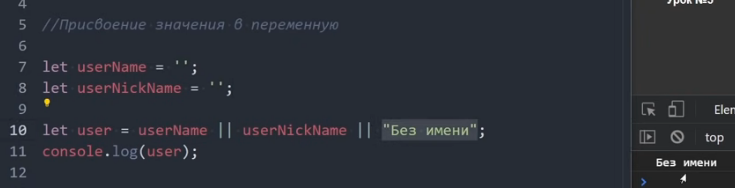 4
5 //Присвоение значения в переменную
6
7 let userName = '';
8 let userNickName = '';
9
10 let user = userName || userNickName || "Без имени";
11 console.log(user);
12
Урок №5
Elen
top
Без имени